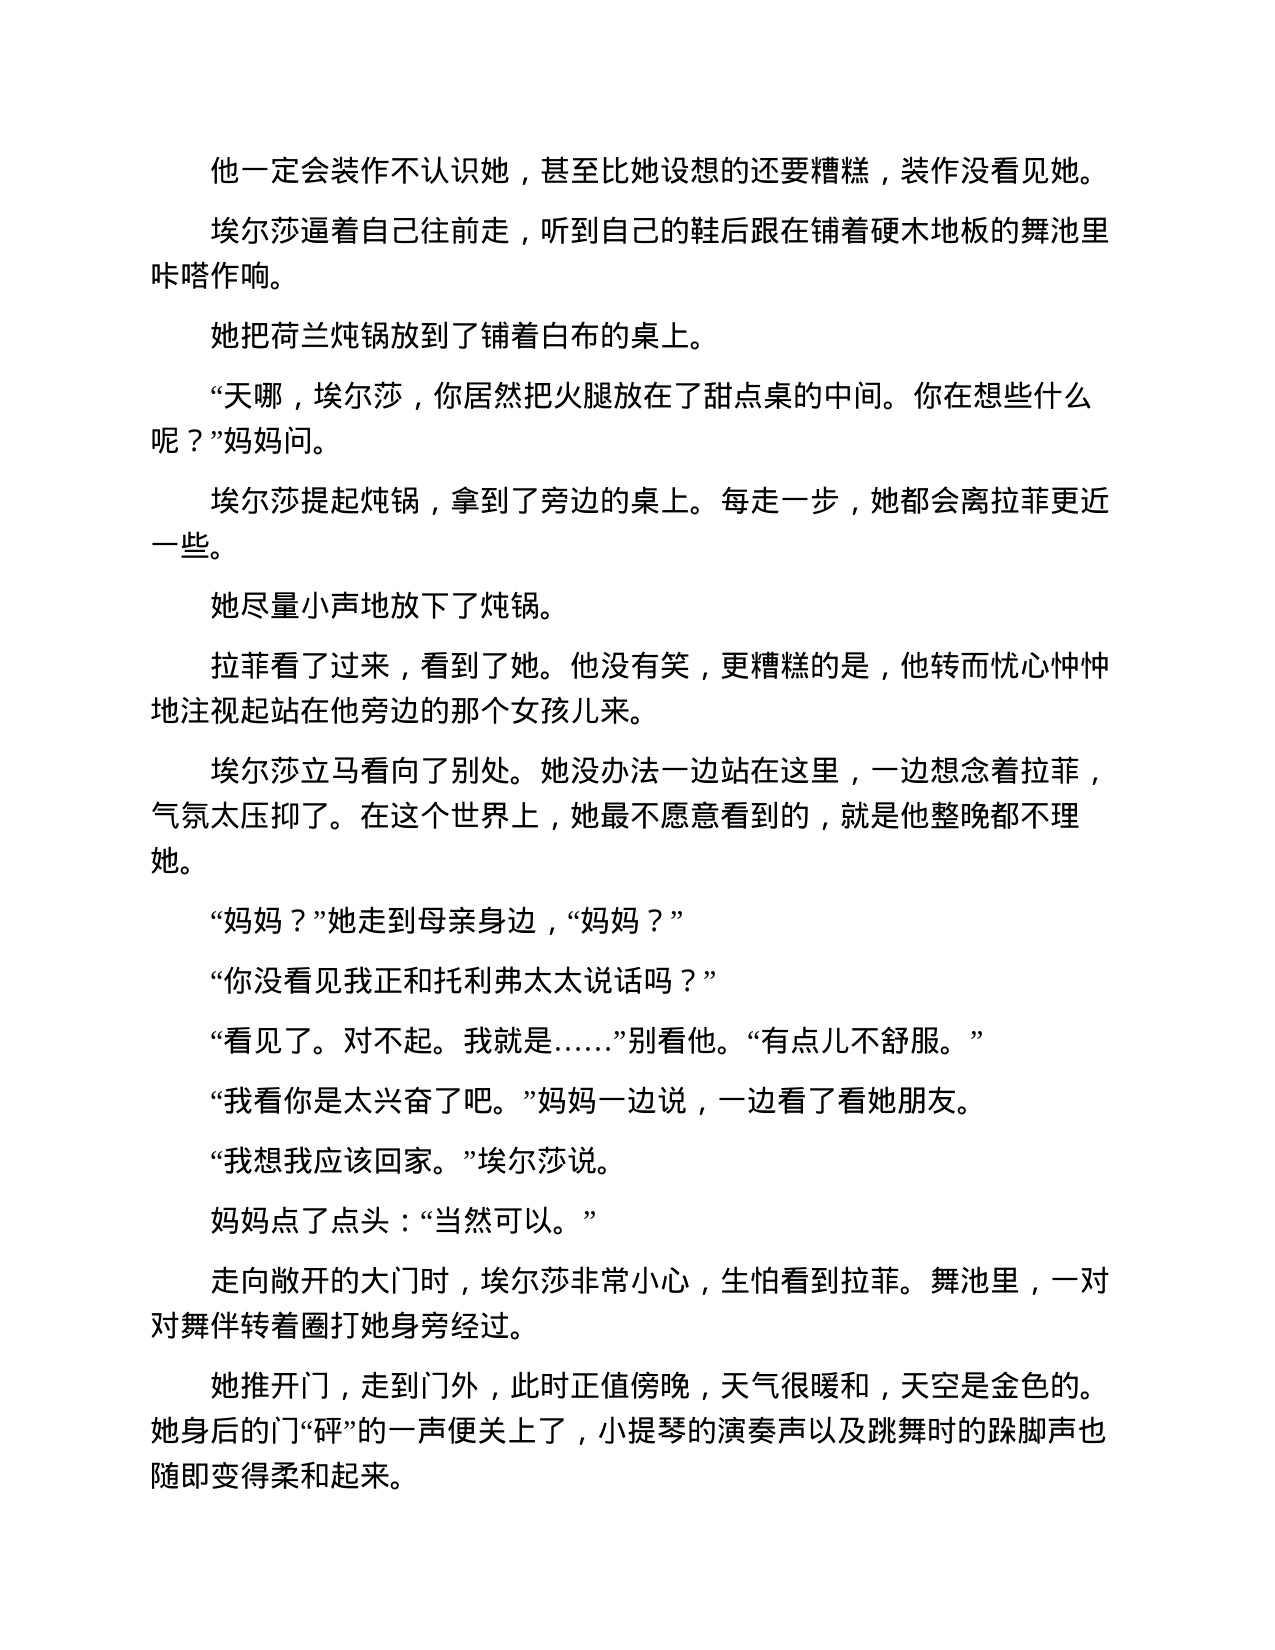 他一定会装作不认识她，甚至比她设想的还要糟糕，装作没看见她。
埃尔莎逼着自己往前走，听到自己的鞋后跟在铺着硬木地板的舞池里
咔嗒作响。
她把荷兰炖锅放到了铺着白布的桌上。
“天哪，埃尔莎，你居然把火腿放在了甜点桌的中间。你在想些什么
呢？”妈妈问。
埃尔莎提起炖锅，拿到了旁边的桌上。每走一步，她都会离拉菲更近
一些。
她尽量小声地放下了炖锅。
拉菲看了过来，看到了她。他没有笑，更糟糕的是，他转而忧心忡忡
地注视起站在他旁边的那个女孩儿来。
埃尔莎立马看向了别处。她没办法一边站在这里，一边想念着拉菲，
气氛太压抑了。在这个世界上，她最不愿意看到的，就是他整晚都不理
她。
“妈妈？”她走到母亲身边，“妈妈？”
“你没看见我正和托利弗太太说话吗？”
“看见了。对不起。我就是……”别看他。“有点儿不舒服。”
“我看你是太兴奋了吧。”妈妈一边说，一边看了看她朋友。
“我想我应该回家。”埃尔莎说。
妈妈点了点头：“当然可以。”
走向敞开的大门时，埃尔莎非常小心，生怕看到拉菲。舞池里，一对
对舞伴转着圈打她身旁经过。
她推开门，走到门外，此时正值傍晚，天气很暖和，天空是金色的。
她身后的门“砰”的一声便关上了，小提琴的演奏声以及跳舞时的跺脚声也
随即变得柔和起来。